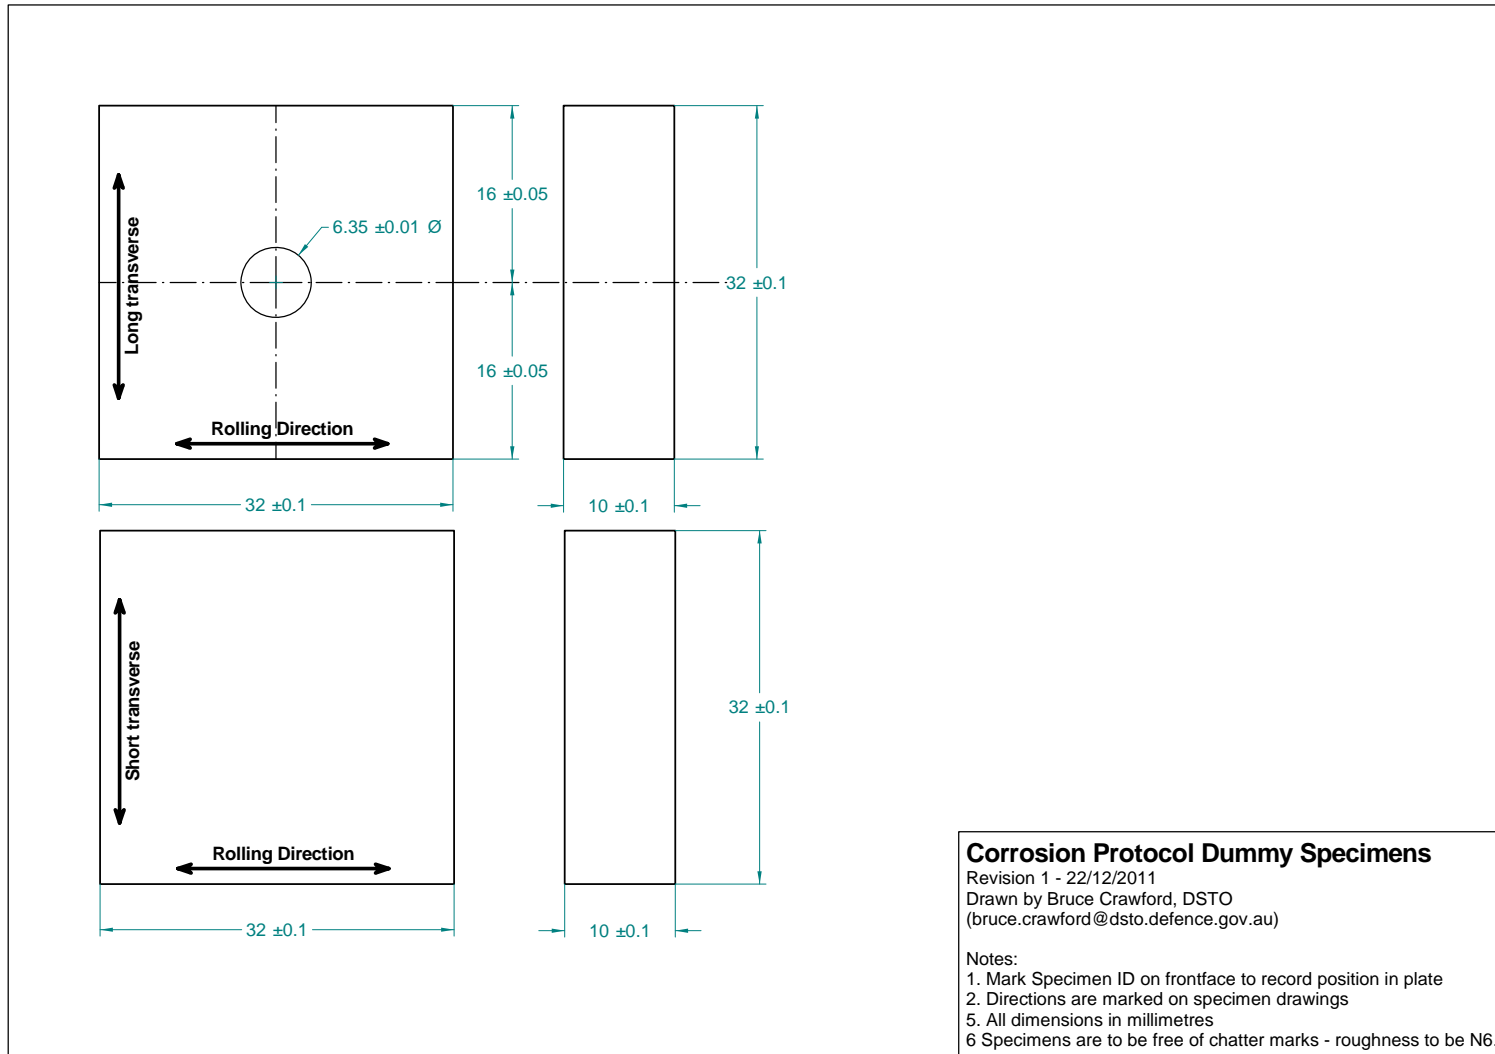 16 ±0.05
6.35 ±0.01 Ø
Long transverse
32 ±0.1
16 ±0.05
Rolling Direction
32 ±0.1
10 ±0.1
Short transverse
32 ±0.1
Rolling Direction
32 ±0.1
10 ±0.1
Corrosion Protocol Dummy Specimens
Revision 1 - 22/12/2011
Drawn by Bruce Crawford, DSTO
(bruce.crawford@dsto.defence.gov.au)
Notes:
1. Mark Specimen ID on frontface to record position in plate
2. Directions are marked on specimen drawings
5. All dimensions in millimetres
6 Specimens are to be free of chatter marks - roughness to be N6.